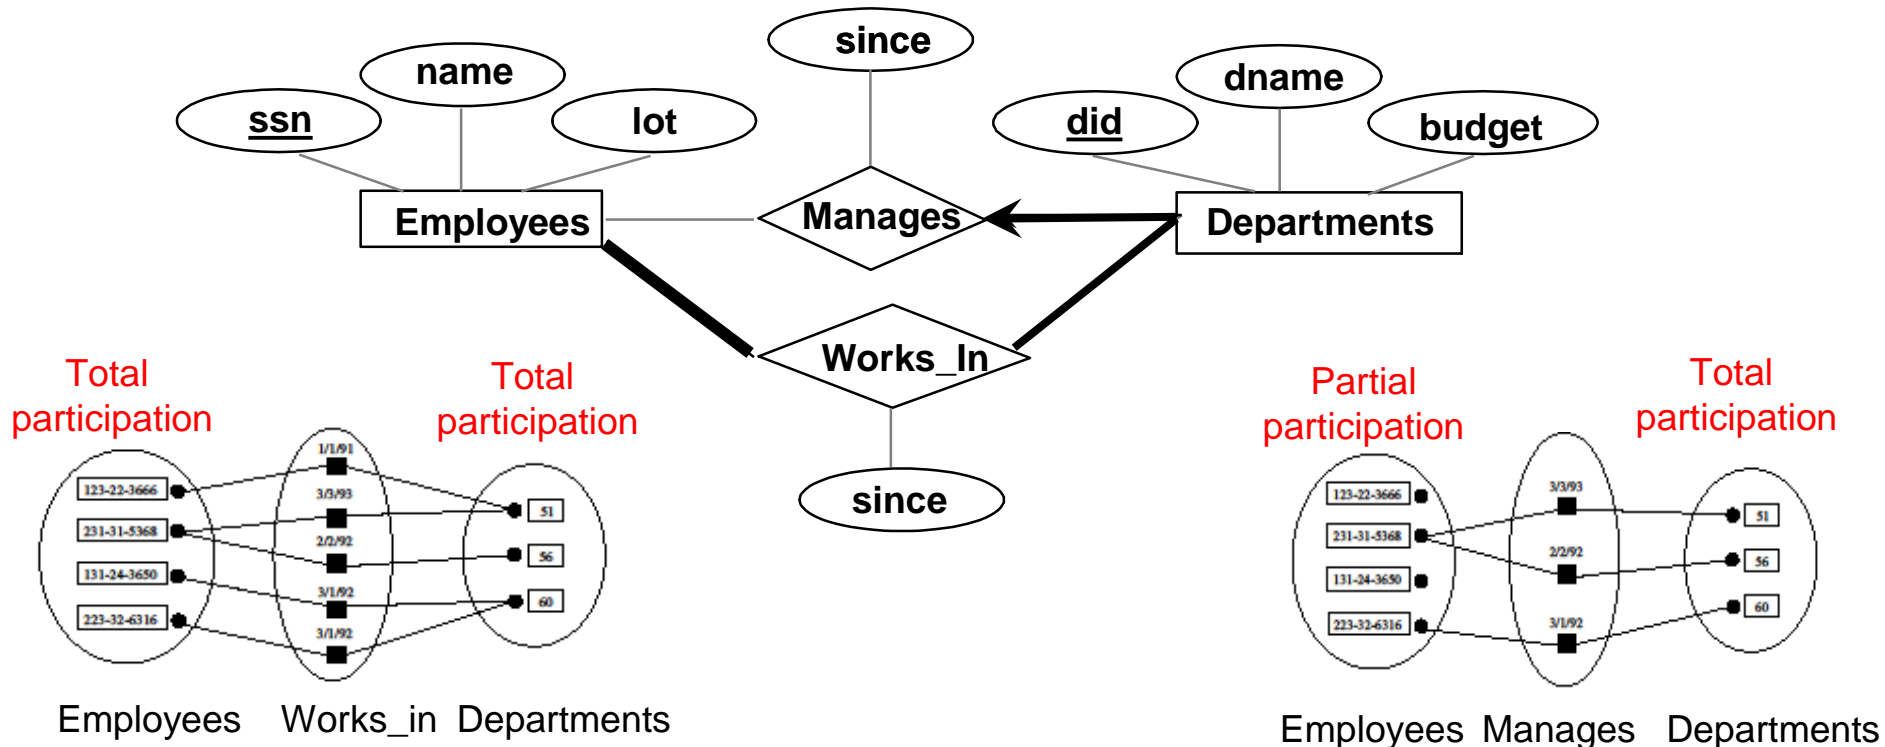 since
name
dname
ssn
lot
did
budget
Employees
Manages
Departments
Works_In
since
Total
participation
Total
participation
1/1/91
3/3/93
2/2/92
3/1/92
3/1/92
123-22-3666
231-31-5368
131-24-3650
223-32-6316
51
56
60
Employees Works_in Departments
Partial
participation
Total
participation
123-22-3666
231-31-5368
131-24-3650
223-32-6316
3/3/93
2/2/92
3/1/92
51
56
60
Employees Manages Departments